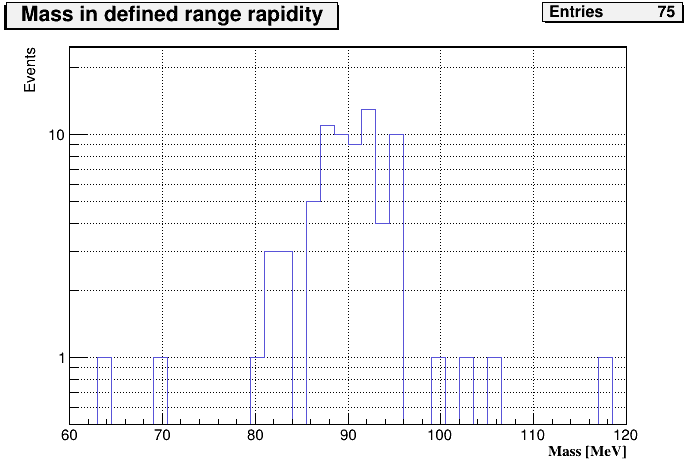 Mass in defined range rapidity
Entries 75
Events
10
1
60 70 80 90 100 110 120
Mass [MeV]